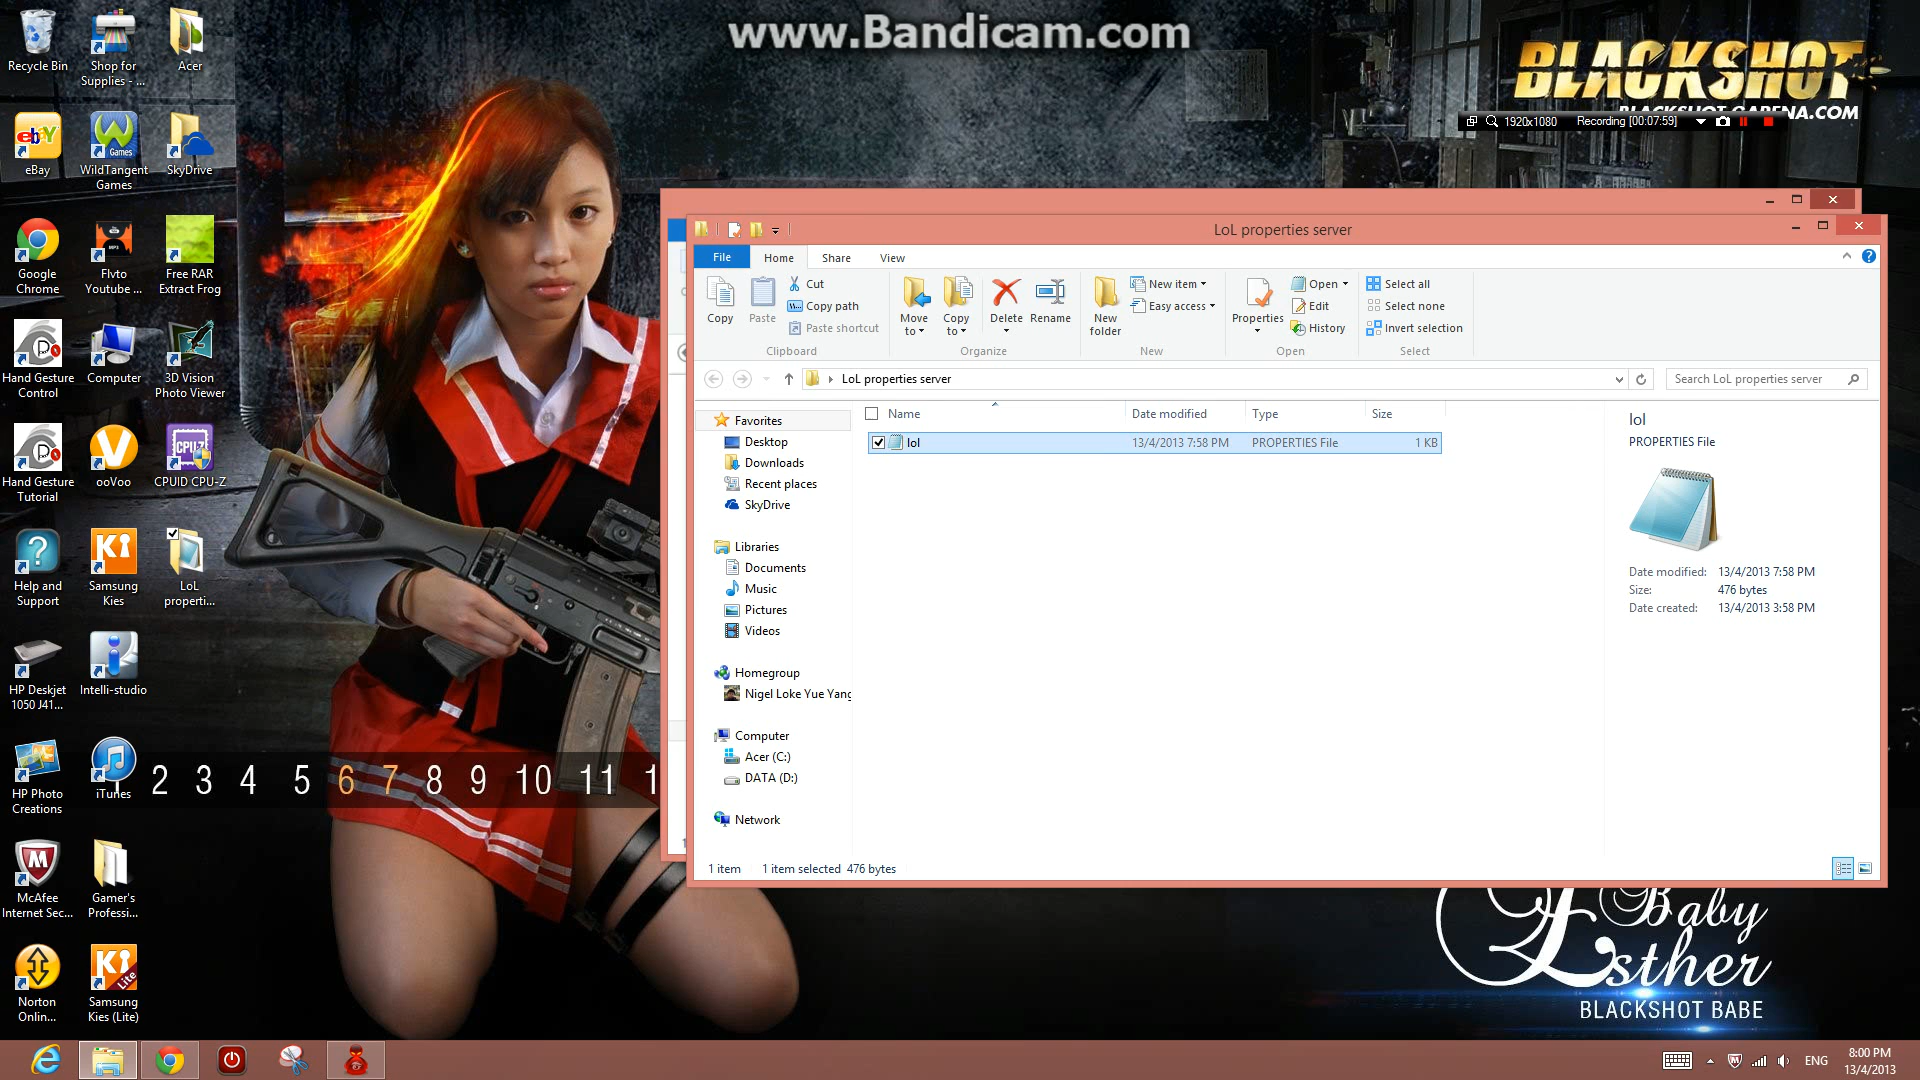 www.Bandicam.com
BLACKSHOT
1920x1080
Recording [00:07:59]
Recycle Bin
Shop for
Supplies - ...
Acer
eBay
WildTangent
Games
SkyDrive
Google
Chrome
Flvto
Youtube ...
Free RAR
Extract Frog
Hand Gesture
Control
Computer
3D Vision
Photo Viewer
Hand Gesture
Tutorial
ooVoo
CPUID CPU-Z
Help and
Support
Samsung
Kies
LoL
properti...
HP Deskjet
1050 J41...
Intelli-studio
HP Photo
Creations
iTunes
McAfee
Internet Sec...
Gamer's
Professi...
Norton
Onlin...
Samsung
Kies (Lite)
2 3 4 5 6 7 8 9 10 11 1
LoL properties server
File
Home
Share
View
Copy
Paste
Cut
Copy path
Paste shortcut
Clipboard
Move
to
Copy
to
Delete
Rename
Organize
New
folder
New item
Easy access
New
Properties
Open
Edit
History
Open
Select all
Select none
Invert selection
Select
LoL properties server
Search LoL properties server
Favorites
Desktop
Downloads
Recent places
SkyDrive
Libraries
Documents
Music
Pictures
Videos
Homegroup
Nigel Loke Yue Yang
Computer
Acer (C:)
DATA (D:)
Network
Name
Date modified
Type
Size
lol
13/4/2013 7:58 PM
PROPERTIES File
1 KB
lol
PROPERTIES File
Date modified: 13/4/2013 7:58 PM
Size: 476 bytes
Date created: 13/4/2013 3:58 PM
1 item
1 item selected 476 bytes
Baby
Esther
BLACKSHOT BABE
ENG
8:00 PM
13/4/2013